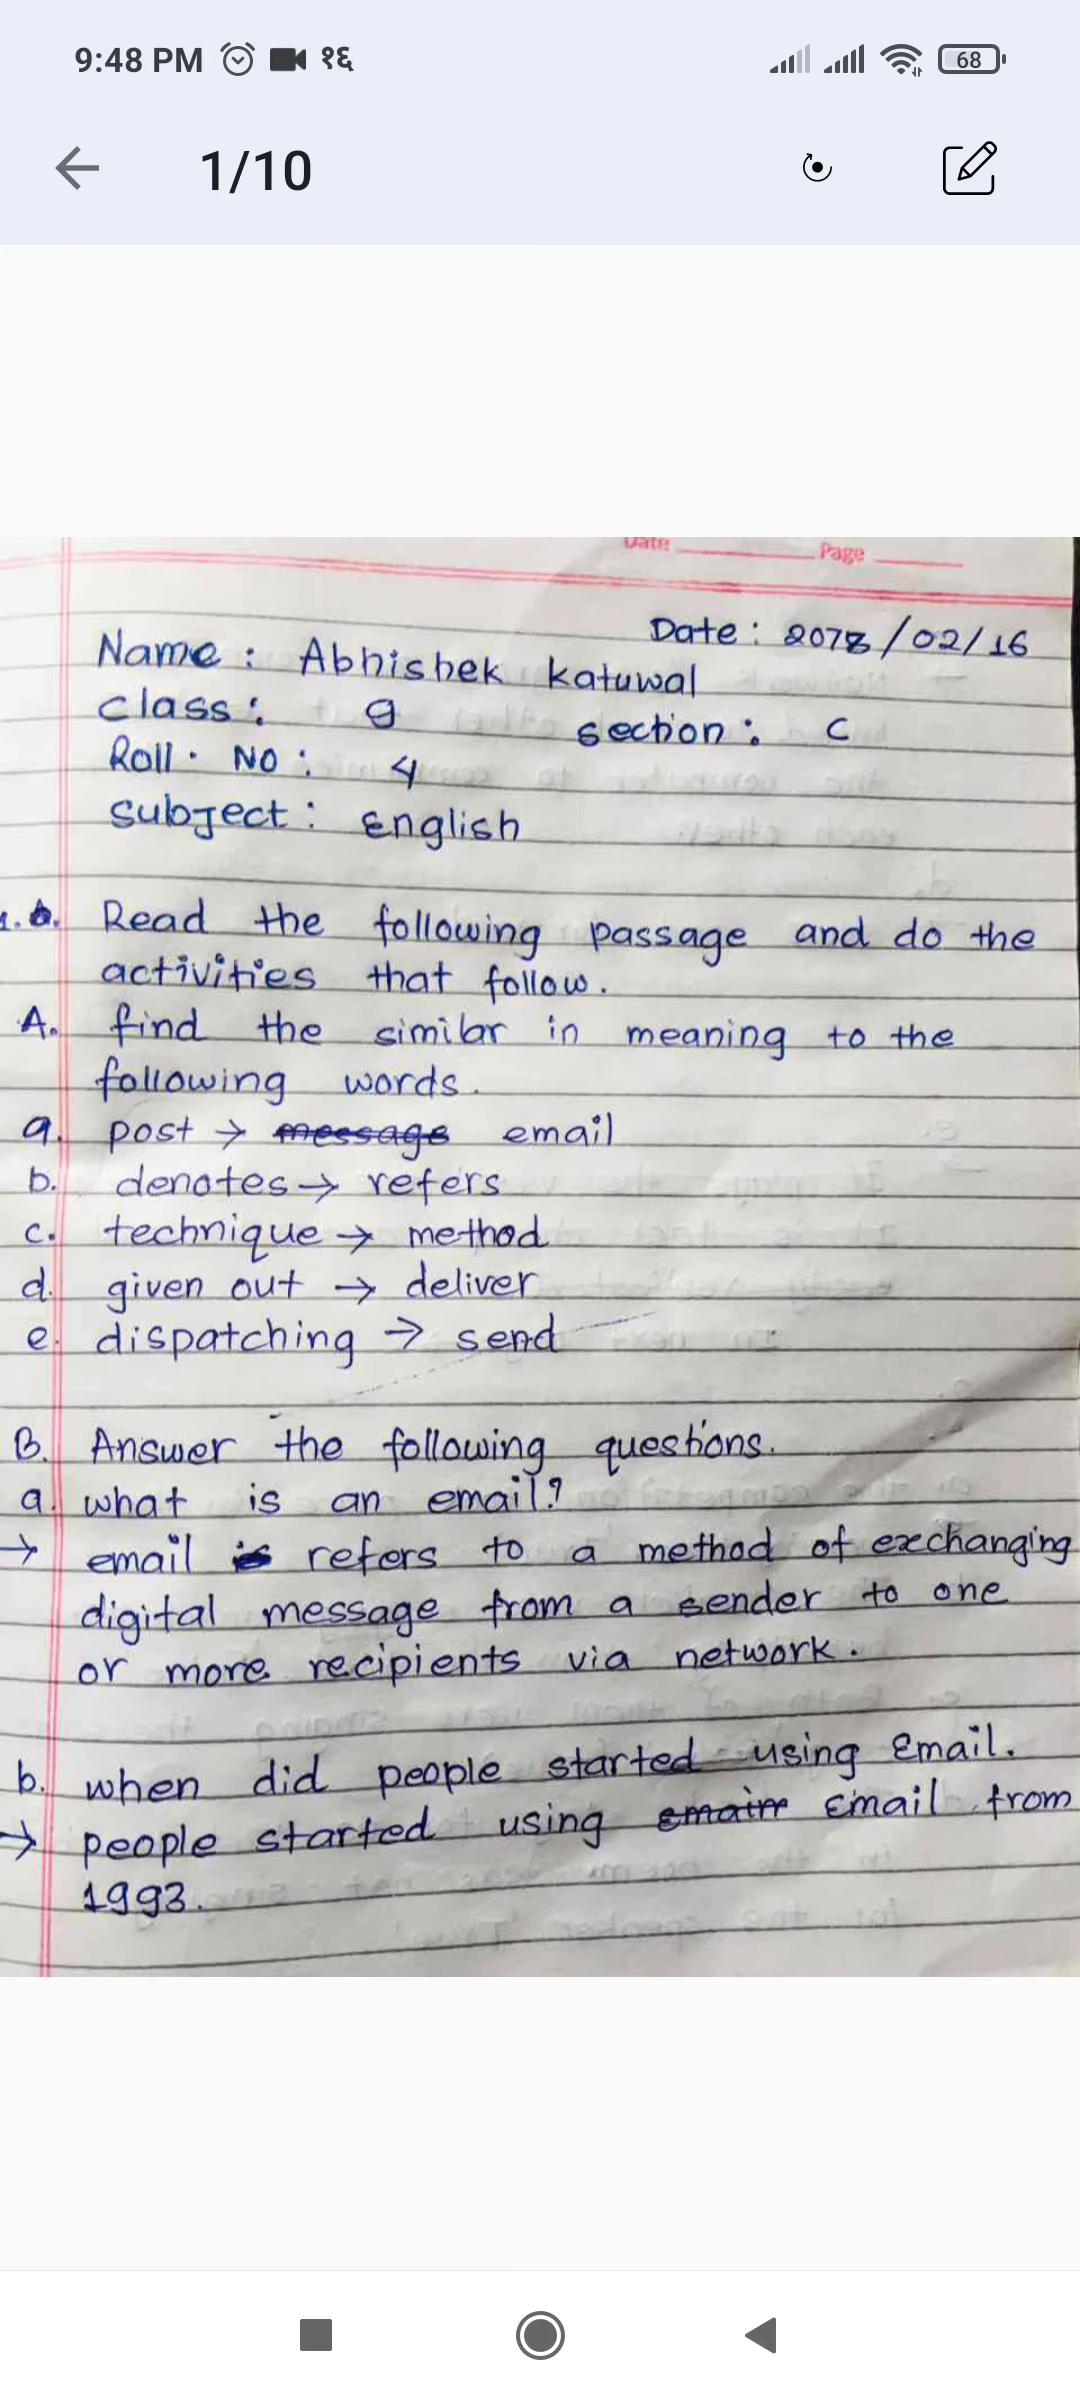 9:48 PM १६ 68
1/10
Date Page
Date: 2078/02/16
Name: Abhishek Katuwal
class: 9 section: C
Roll. No: 4
subject: English
1. Read the following passage and do the
activities that follow.
A. find the similar in meaning to the
following words.
a. post → message email
b. denotes → refers
c. technique → method
d. given out → deliver
e. dispatching → send
B. Answer the following questions.
a. what is an email?
→ email is refers to a method of exchanging
digital message from a sender to one
or more recipients via network.
b. when did people started using Email.
→ people started using Email from
1993.